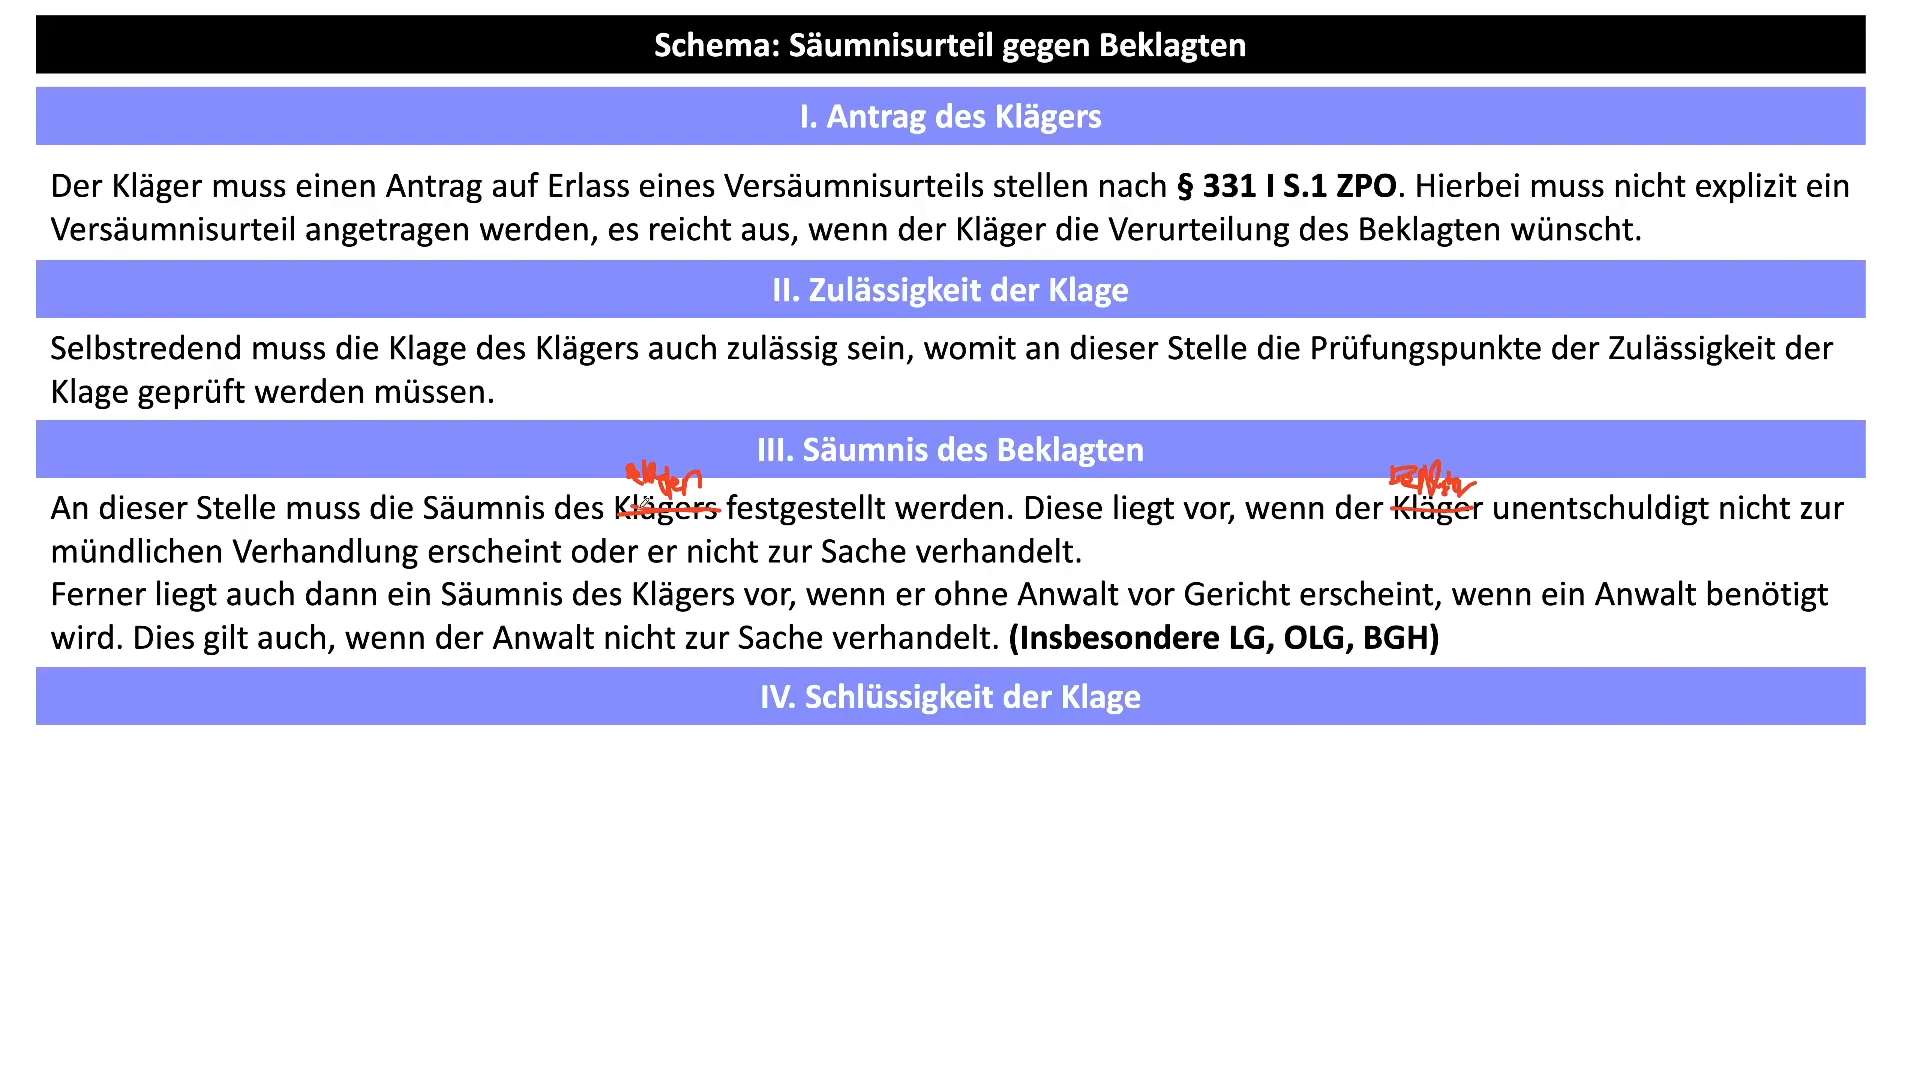 Schema: Säumnisurteil gegen Beklagten
I. Antrag des Klägers
Der Kläger muss einen Antrag auf Erlass eines Versäumnisurteils stellen nach § 331 I S.1 ZPO. Hierbei muss nicht explizit ein
Versäumnisurteil angetragen werden, es reicht aus, wenn der Kläger die Verurteilung des Beklagten wünscht.
II. Zulässigkeit der Klage
Selbstredend muss die Klage des Klägers auch zulässig sein, womit an dieser Stelle die Prüfungspunkte der Zulässigkeit der
Klage geprüft werden müssen.
III. Säumnis des Beklagten
An dieser Stelle muss die Säumnis des Klägers festgestellt werden. Diese liegt vor, wenn der Kläger unentschuldigt nicht zur
mündlichen Verhandlung erscheint oder er nicht zur Sache verhandelt.
Ferner liegt auch dann ein Säumnis des Klägers vor, wenn er ohne Anwalt vor Gericht erscheint, wenn ein Anwalt benötigt
wird. Dies gilt auch, wenn der Anwalt nicht zur Sache verhandelt. (Insbesondere LG, OLG, BGH)
IV. Schlüssigkeit der Klage